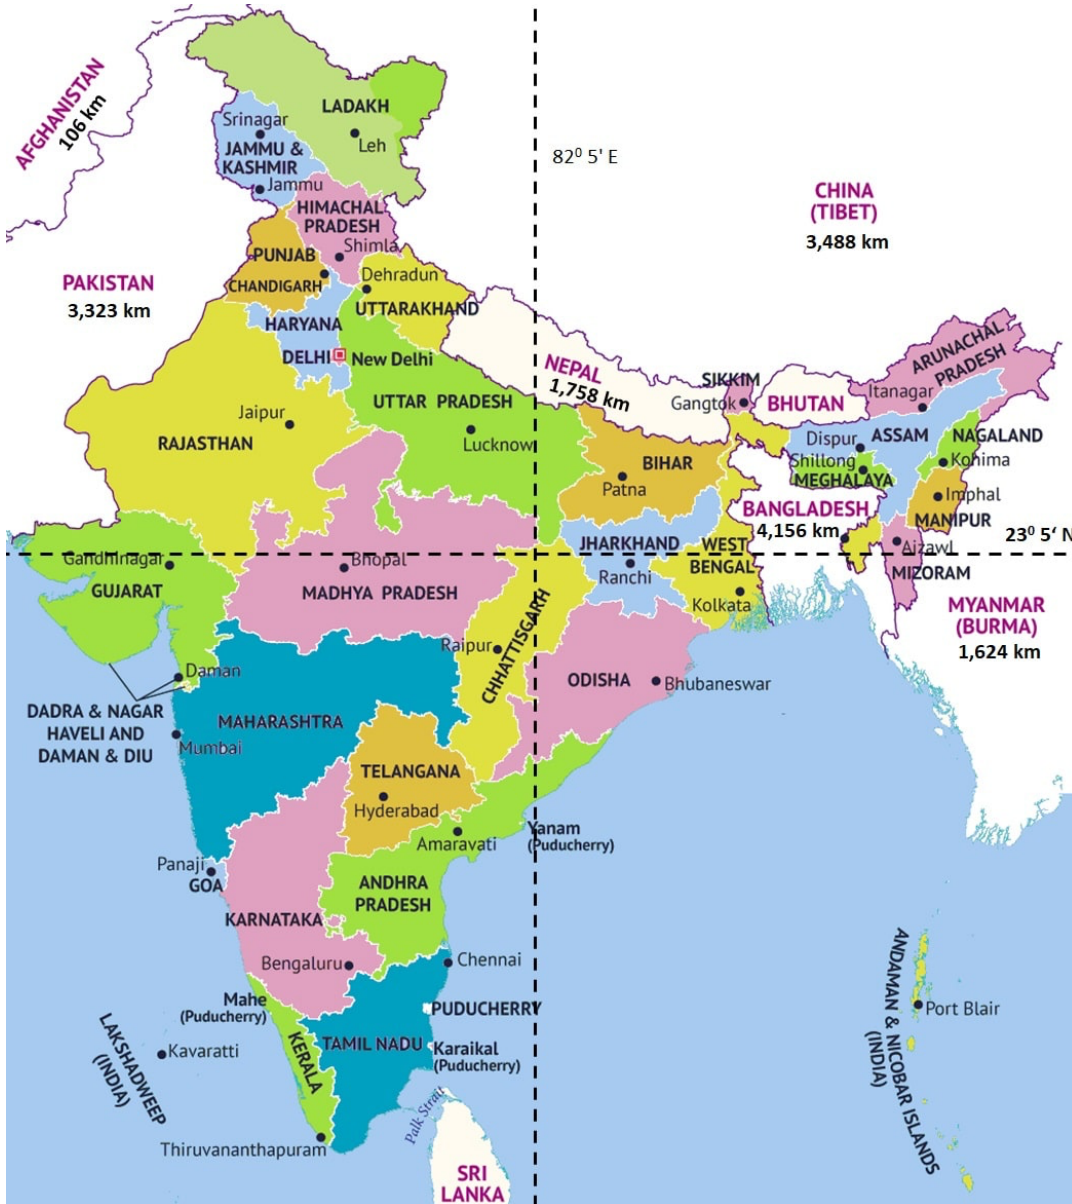 AFGHANISTAN
106 km
LADAKH
Srinagar
Leh
JAMMU &
KASHMIR
Jammu
82⁰ 5' E
CHINA
(TIBET)
3,488 km
HIMACHAL
PRADESH
Shimla
PUNJAB
CHANDIGARH
Dehradun
UTTARAKHAND
PAKISTAN
3,323 km
HARYANA
DELHI
New Delhi
NEPAL
1,758 km
SIKKIM
Gangtok
BHUTAN
ARUNACHAL
PRADESH
Itanagar
UTTAR PRADESH
Lucknow
Jaipur
RAJASTHAN
BIHAR
Patna
Dispur
ASSAM
NAGALAND
Kohima
Shillong
MEGHALAYA
Imphal
MANIPUR
BANGLADESH
4,156 km
23⁰ 5‘ N
Gandhinagar
GUJARAT
Bhopal
MADHYA PRADESH
JHARKHAND
Ranchi
WEST
BENGAL
Kolkata
Aizawl
MIZORAM
MYANMAR
(BURMA)
1,624 km
Raipur
CHHATTISGARH
ODISHA
Bhubaneswar
Daman
DADRA & NAGAR
HAVELI AND
DAMAN & DIU
MAHARASHTRA
Mumbai
TELANGANA
Hyderabad
Amaravati
Yanam
(Puducherry)
Panaji
GOA
ANDHRA
PRADESH
KARNATAKA
Bengaluru
Chennai
Mahe
(Puducherry)
PUDUCHERRY
LAKSHADWEEP
(INDIA)
Kavaratti
KERALA
TAMIL NADU
Karaikal
(Puducherry)
Palk Strait
Thiruvananthapuram
SRI
LANKA
ANDAMAN & NICOBAR ISLANDS
(INDIA)
Port Blair